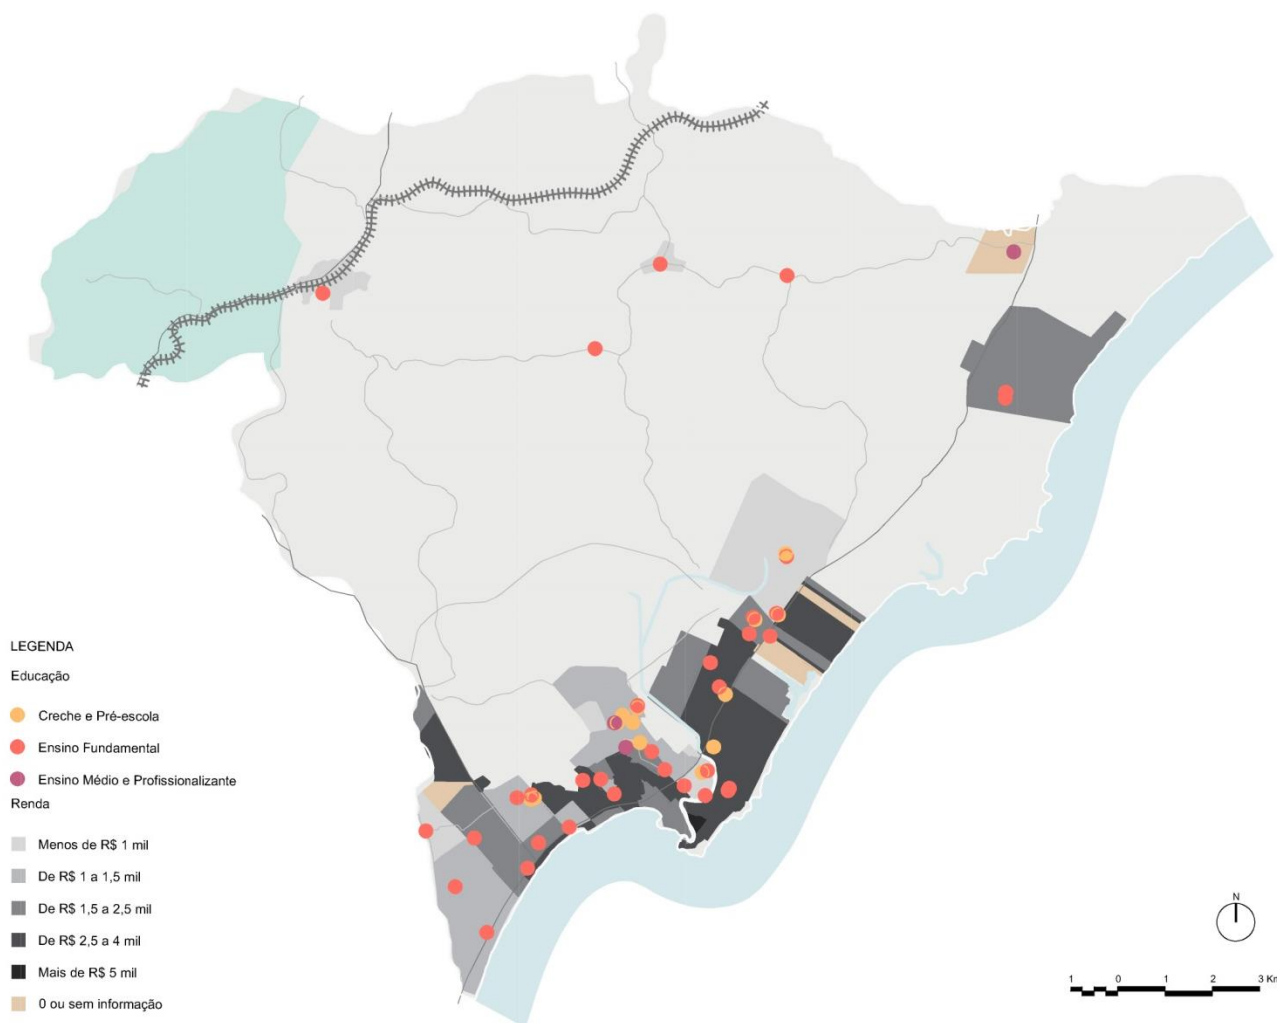 N
LEGENDA
Educação
Creche e Pré-escola
Ensino Fundamental
Ensino Médio e Profissionalizante
Renda
Menos de R$ 1 mil
De R$ 1 a 1,5 mil
De R$ 1,5 a 2,5 mil
De R$ 2,5 a 4 mil
Mais de R$ 5 mil
0 ou sem informação
1 0 1 2 3 Km